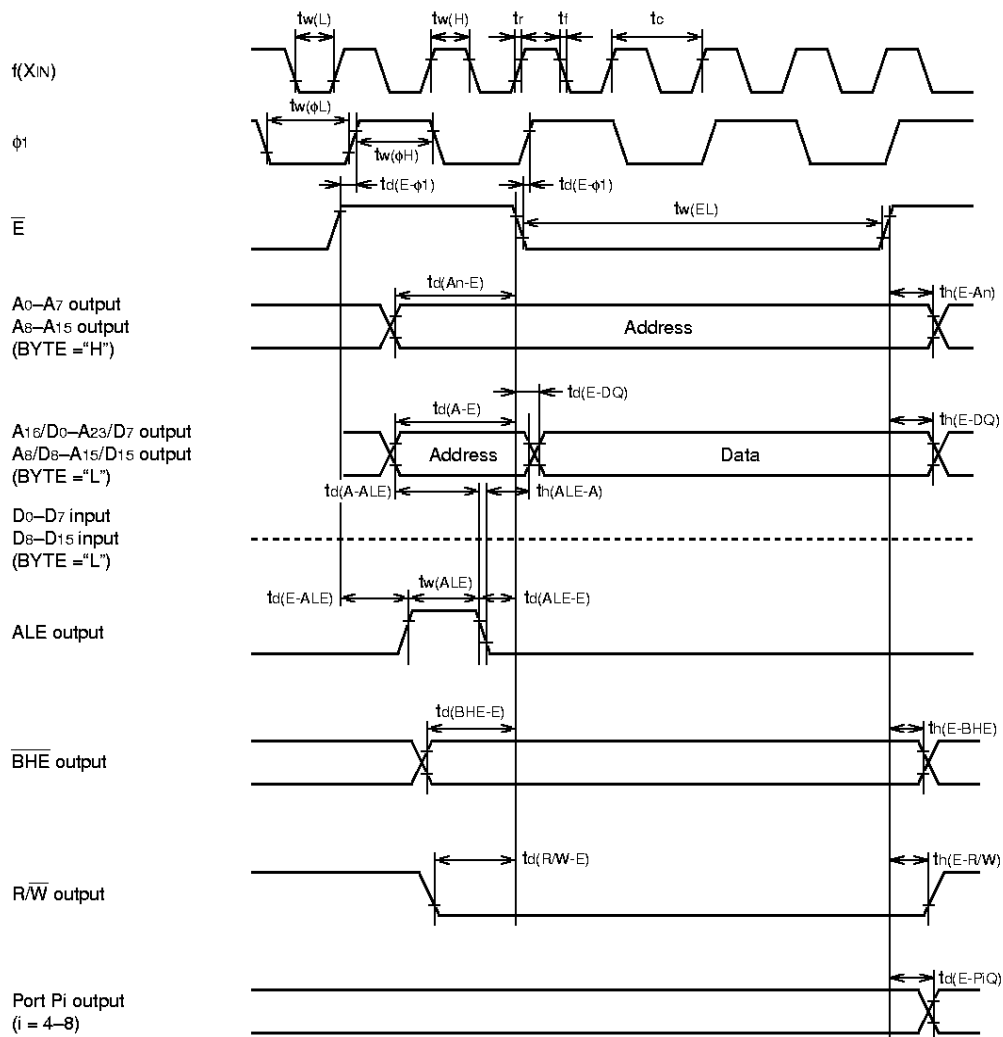 tw(L) tw(H) tr tf tc
f(XIN)
tw(ϕL)
ϕ1
tw(ϕH)
td(E-ϕ1) td(E-ϕ1)
E
tw(EL)
td(An-E) th(E-An)
A0–A7 output
A8–A15 output
(BYTE ="H")
Address
td(E-DQ)
td(A-E) th(E-DQ)
A16/D0–A23/D7 output
A8/D8–A15/D15 output
(BYTE ="L")
Address Data
td(A-ALE) th(ALE-A)
D0–D7 input
D8–D15 input
(BYTE ="L")
tw(ALE)
td(E-ALE) td(ALE-E)
ALE output
td(BHE-E) th(E-BHE)
BHE output
td(R/W-E) th(E-R/W)
R/W output
td(E-PiQ)
Port Pi output
(i = 4–8)